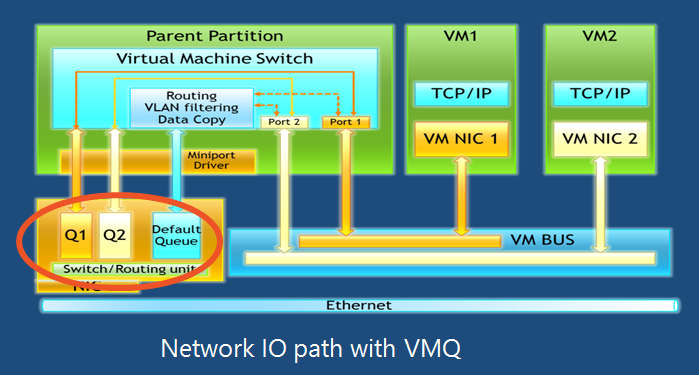 Parent Partition
Virtual Machine Switch
Routing
VLAN filtering
Data Copy
Port 2
Port 1
Miniport
Driver
Q1
Q2
Default
Queue
Switch/Routing unit
NIC
VM1
TCP/IP
VM NIC 1
VM2
TCP/IP
VM NIC 2
VM BUS
Ethernet
Network IO path with VMQ